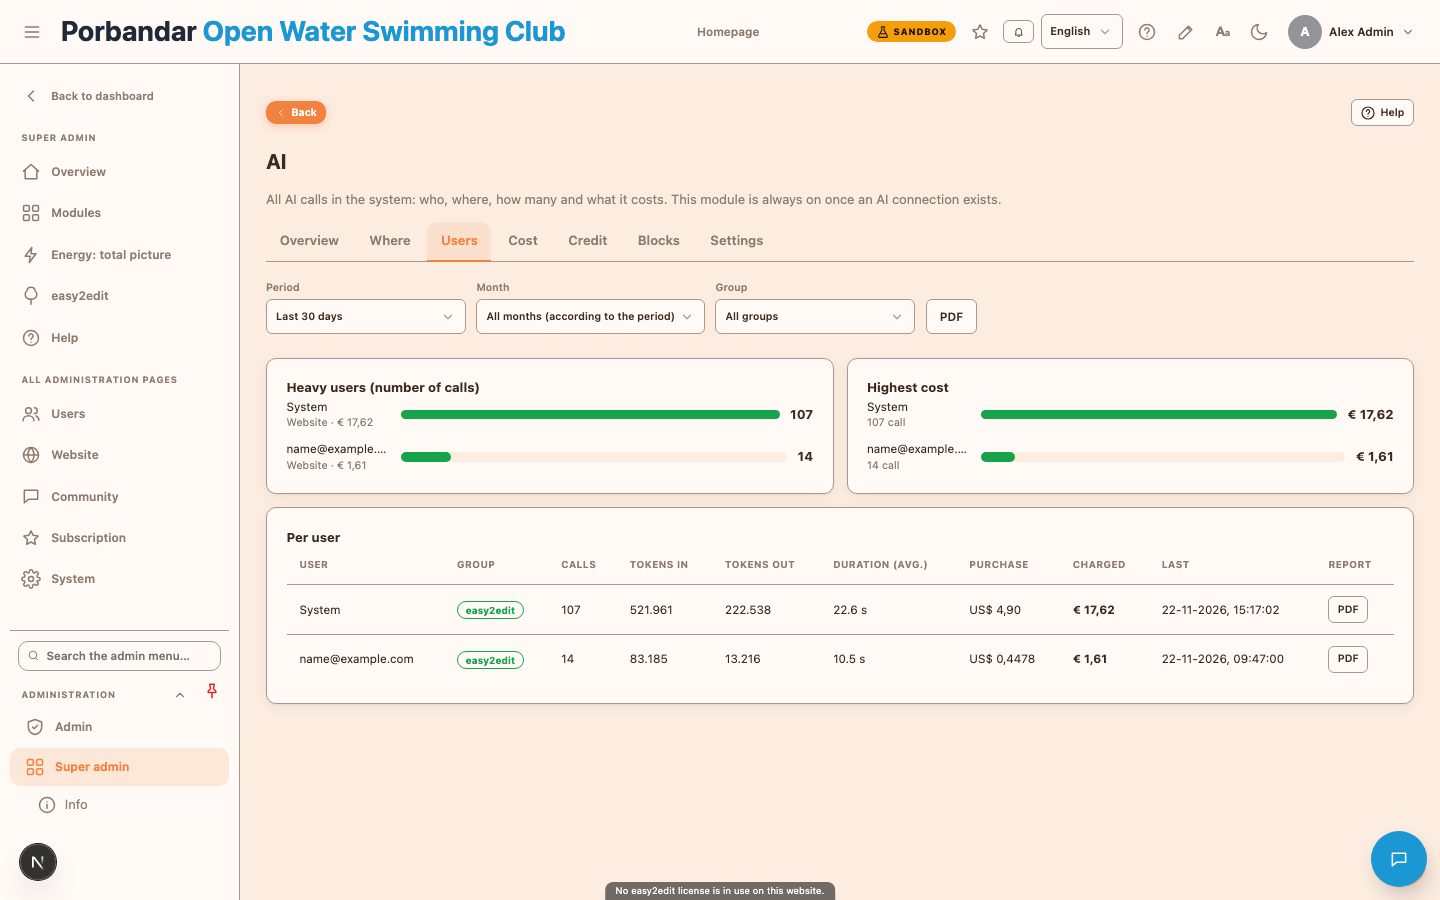 Porbandar Open Water Swimming Club
Homepage
SANDBOX
English
Aa
A
Alex Admin
Back to dashboard
SUPER ADMIN
Overview
Modules
Energy: total picture
easy2edit
Help
ALL ADMINISTRATION PAGES
Users
Website
Community
Subscription
System
Search the admin menu...
ADMINISTRATION
Admin
Super admin
Info
N
Back
Help
AI
All AI calls in the system: who, where, how many and what it costs. This module is always on once an AI connection exists.
Overview Where Users Cost Credit Blocks Settings
Period Month Group
Last 30 days All months (according to the period) All groups PDF
Heavy users (number of calls)
System
Website · € 17,62
107
name@example....
Website · € 1,61
14
Highest cost
System
107 call
€ 17,62
name@example....
14 call
€ 1,61
Per user
USER GROUP CALLS TOKENS IN TOKENS OUT DURATION (AVG.) PURCHASE CHARGED LAST REPORT
System easy2edit 107 521.961 222.538 22.6 s US$ 4,90 € 17,62 22-11-2026, 15:17:02 PDF
name@example.com easy2edit 14 83.185 13.216 10.5 s US$ 0,4478 € 1,61 22-11-2026, 09:47:00 PDF
No easy2edit license is in use on this website.